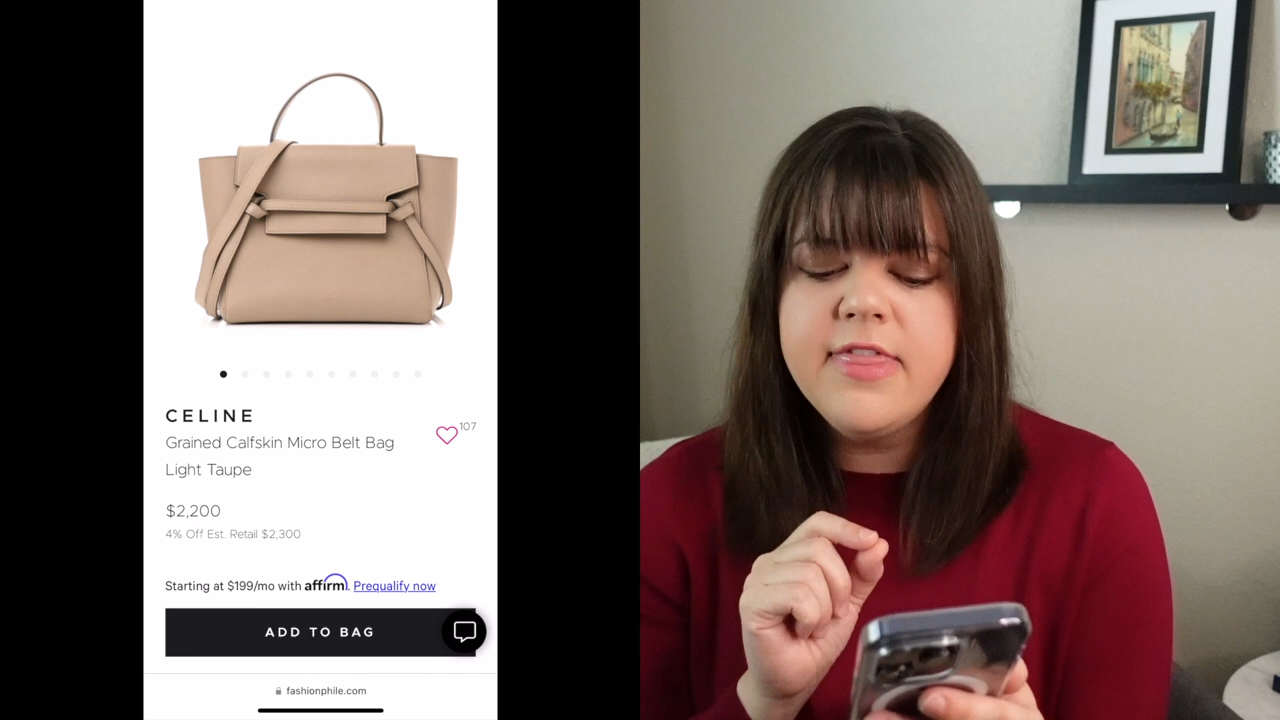 CELINE
107
Grained Calfskin Micro Belt Bag
Light Taupe
$2,200
4% Off Est. Retail $2,300
Starting at $199/mo with affirm. Prequalify now
ADD TO BAG
fashionphile.com